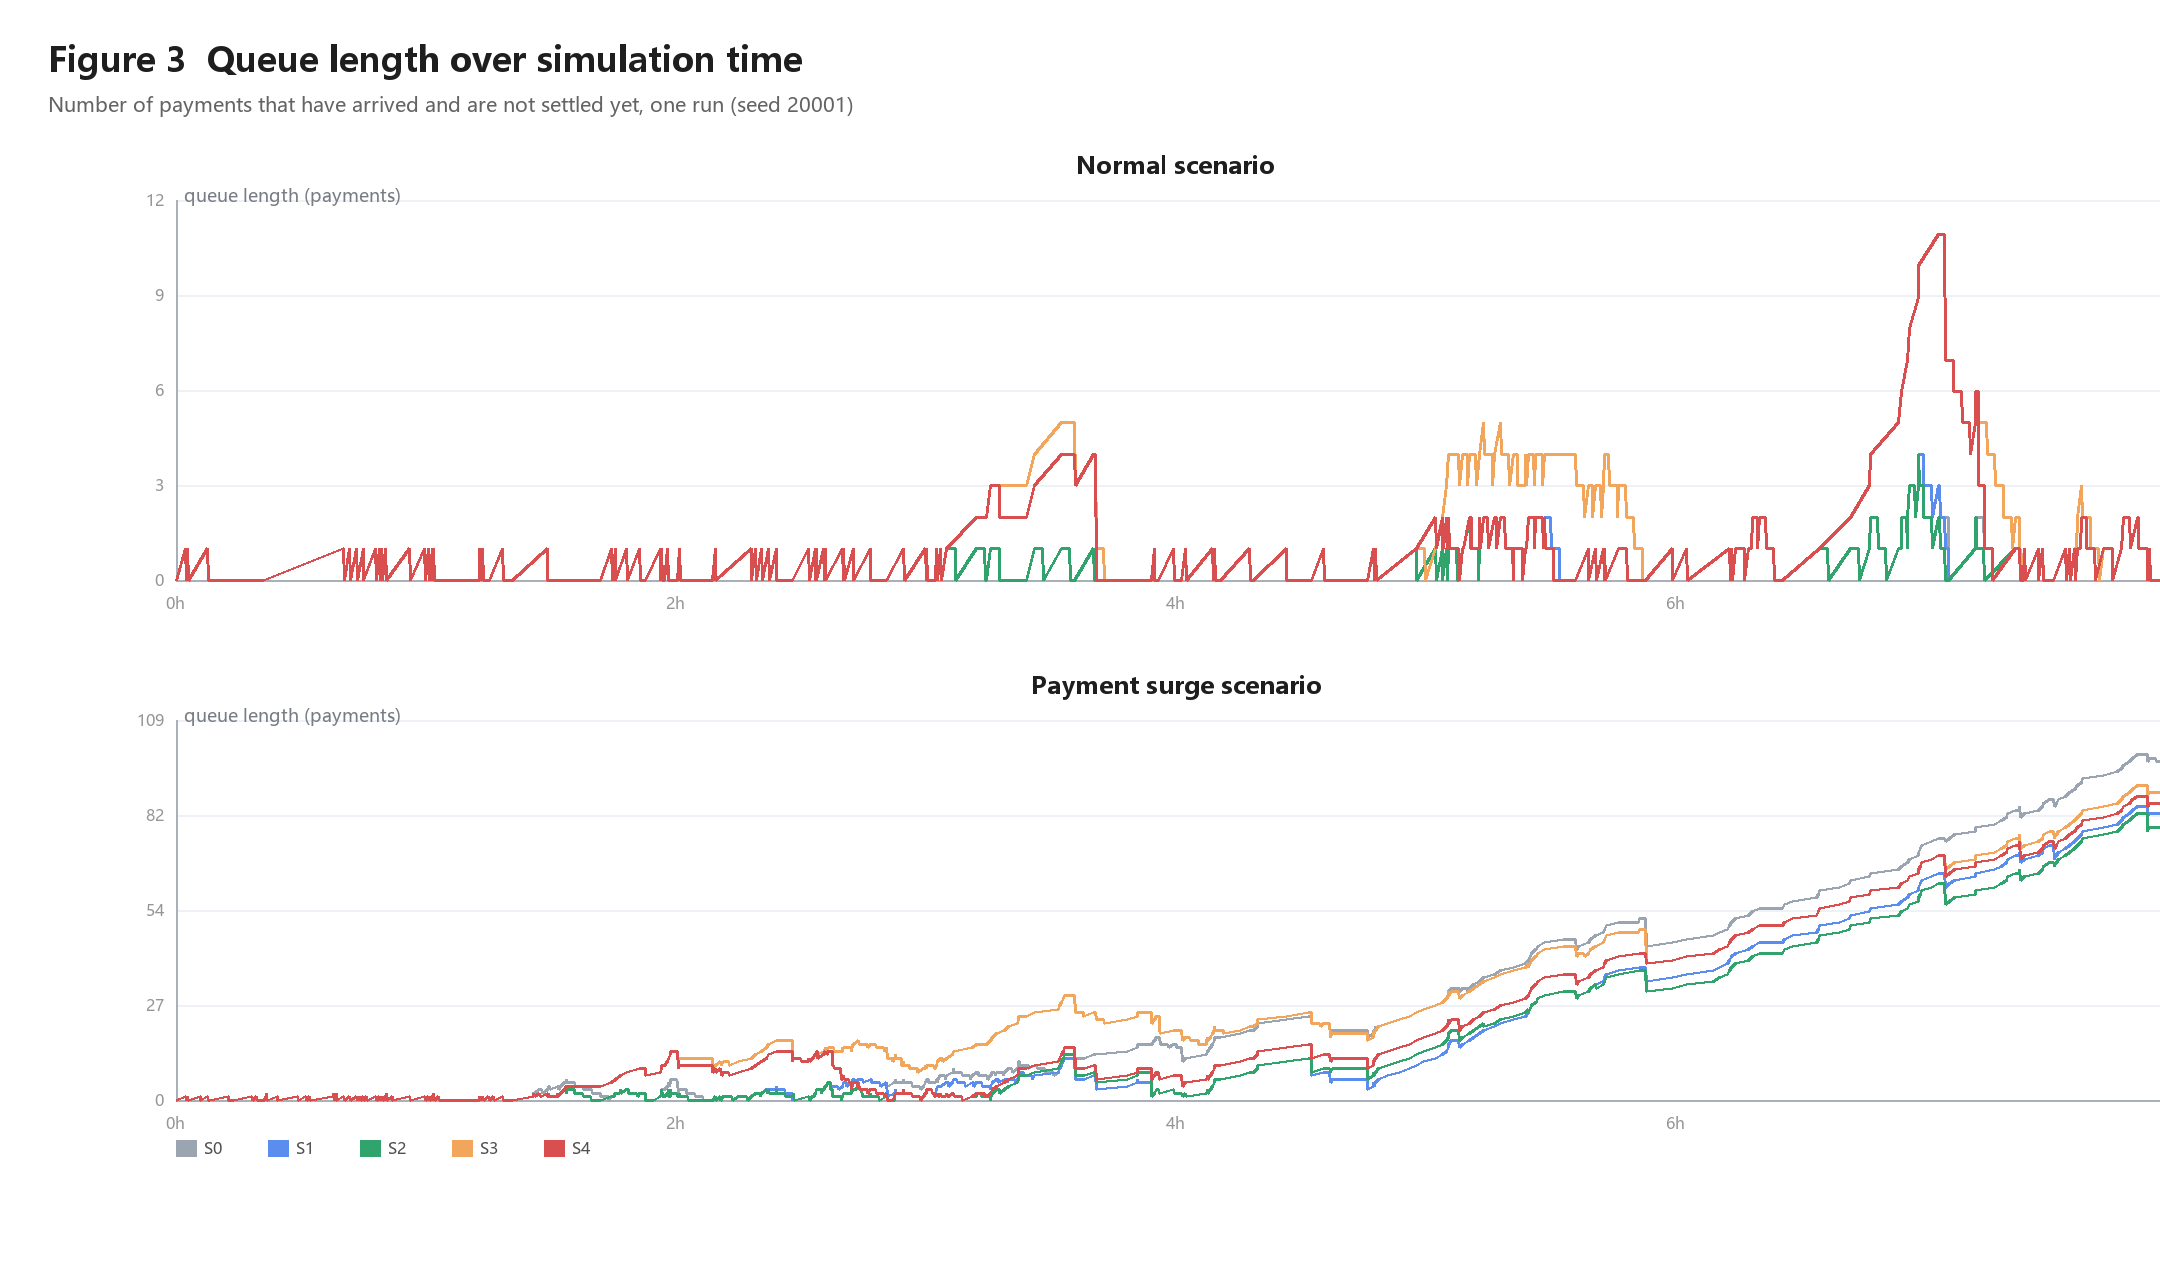 Figure 3  Queue length over simulation time
Number of payments that have arrived and are not settled yet, one run (seed 20001)
Normal scenario
queue length (payments)
12
9
6
3
0
0h 2h 4h 6h
Payment surge scenario
queue length (payments)
109
82
54
27
0
0h 2h 4h 6h
S0 S1 S2 S3 S4